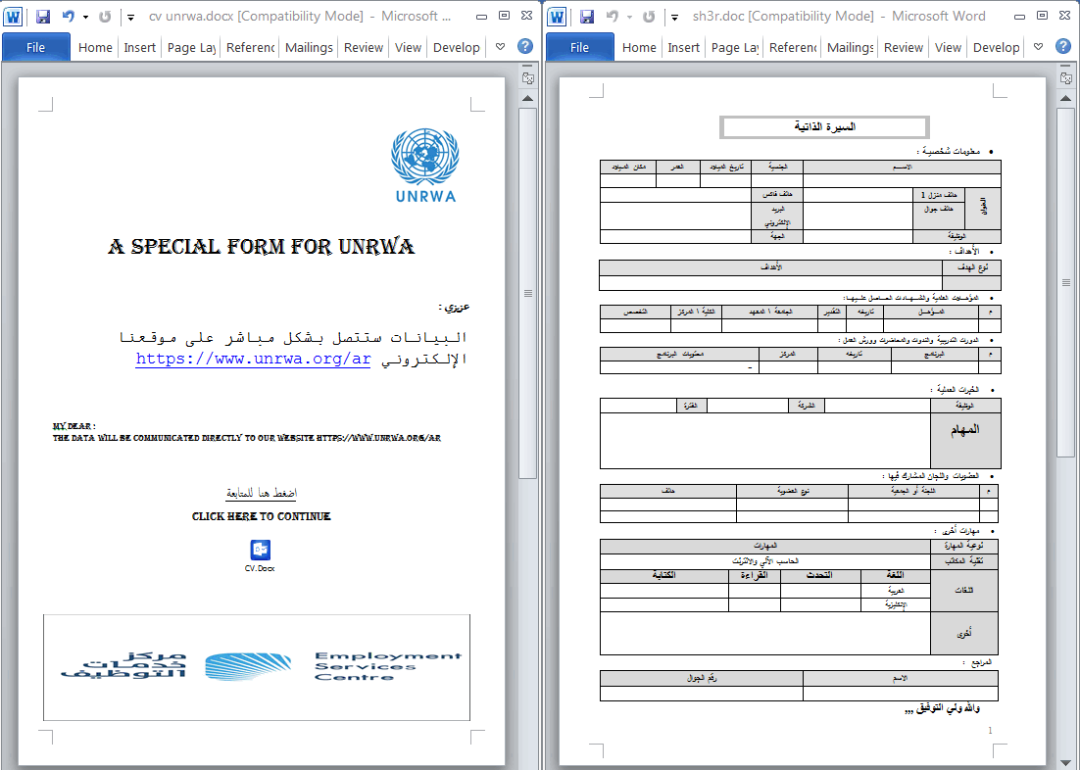 cv unrwa.docx [Compatibility Mode] - Microsoft ...
File Home Insert Page Lay Referenc Mailings Review View Develop
UNRWA
A SPECIAL FORM FOR UNRWA
عزيزي :
البيانات ستتصل بشكل مباشر على موقعنا
الإلكتروني https://www.unrwa.org/ar
MY DEAR :
THE DATA WILL BE COMMUNICATED DIRECTLY TO OUR WEBSITE HTTPS://WWW.UNRWA.ORG/AR
اضغط هنا للمتابعة
CLICK HERE TO CONTINUE
CV.Docx
مركز
خدمات
التوظيف
Employment
Services
Centre
sh3r.doc [Compatibility Mode] - Microsoft Word
File Home Insert Page Lay Referenc Mailings Review View Develop
السيرة الذاتية
معلومات شخصية :
الاسم الجنسية تاريخ الميلاد العمر مكان الميلاد
العنوان
هاتف منزل 1 هاتف فاكس
هاتف جوال البريد
الإلكتروني
الوظيفة الجهة
الأهداف :
نوع الهدف الأهداف
المؤهلات العلمية والشهادات الحاصل عليها:
م المؤهل تاريخه التقدير الجامعة \ المعهد الكلية \ المركز التخصص
الدورات التدريبية والندوات والمحاضرات وورش العمل :
م البرنامج تاريخه المركز محتويات البرنامج
-
الخبرات العملية :
الوظيفة الشركة الفترة
المهام
العضويات واللجان المشارك فيها :
م اللجنة أو الجمعية نوع العضوية هاتف
مهارات أخرى :
نوعية المهارة المهارات
تقنية المكاتب الحاسب الآلي والانترنت
اللغات
اللغة التحدث القراءة الكتابة
العربية
الإنكليزية
أخرى
المراجع :
الاسم رقم الجوال
والله ولي التوفيق ,,,
1